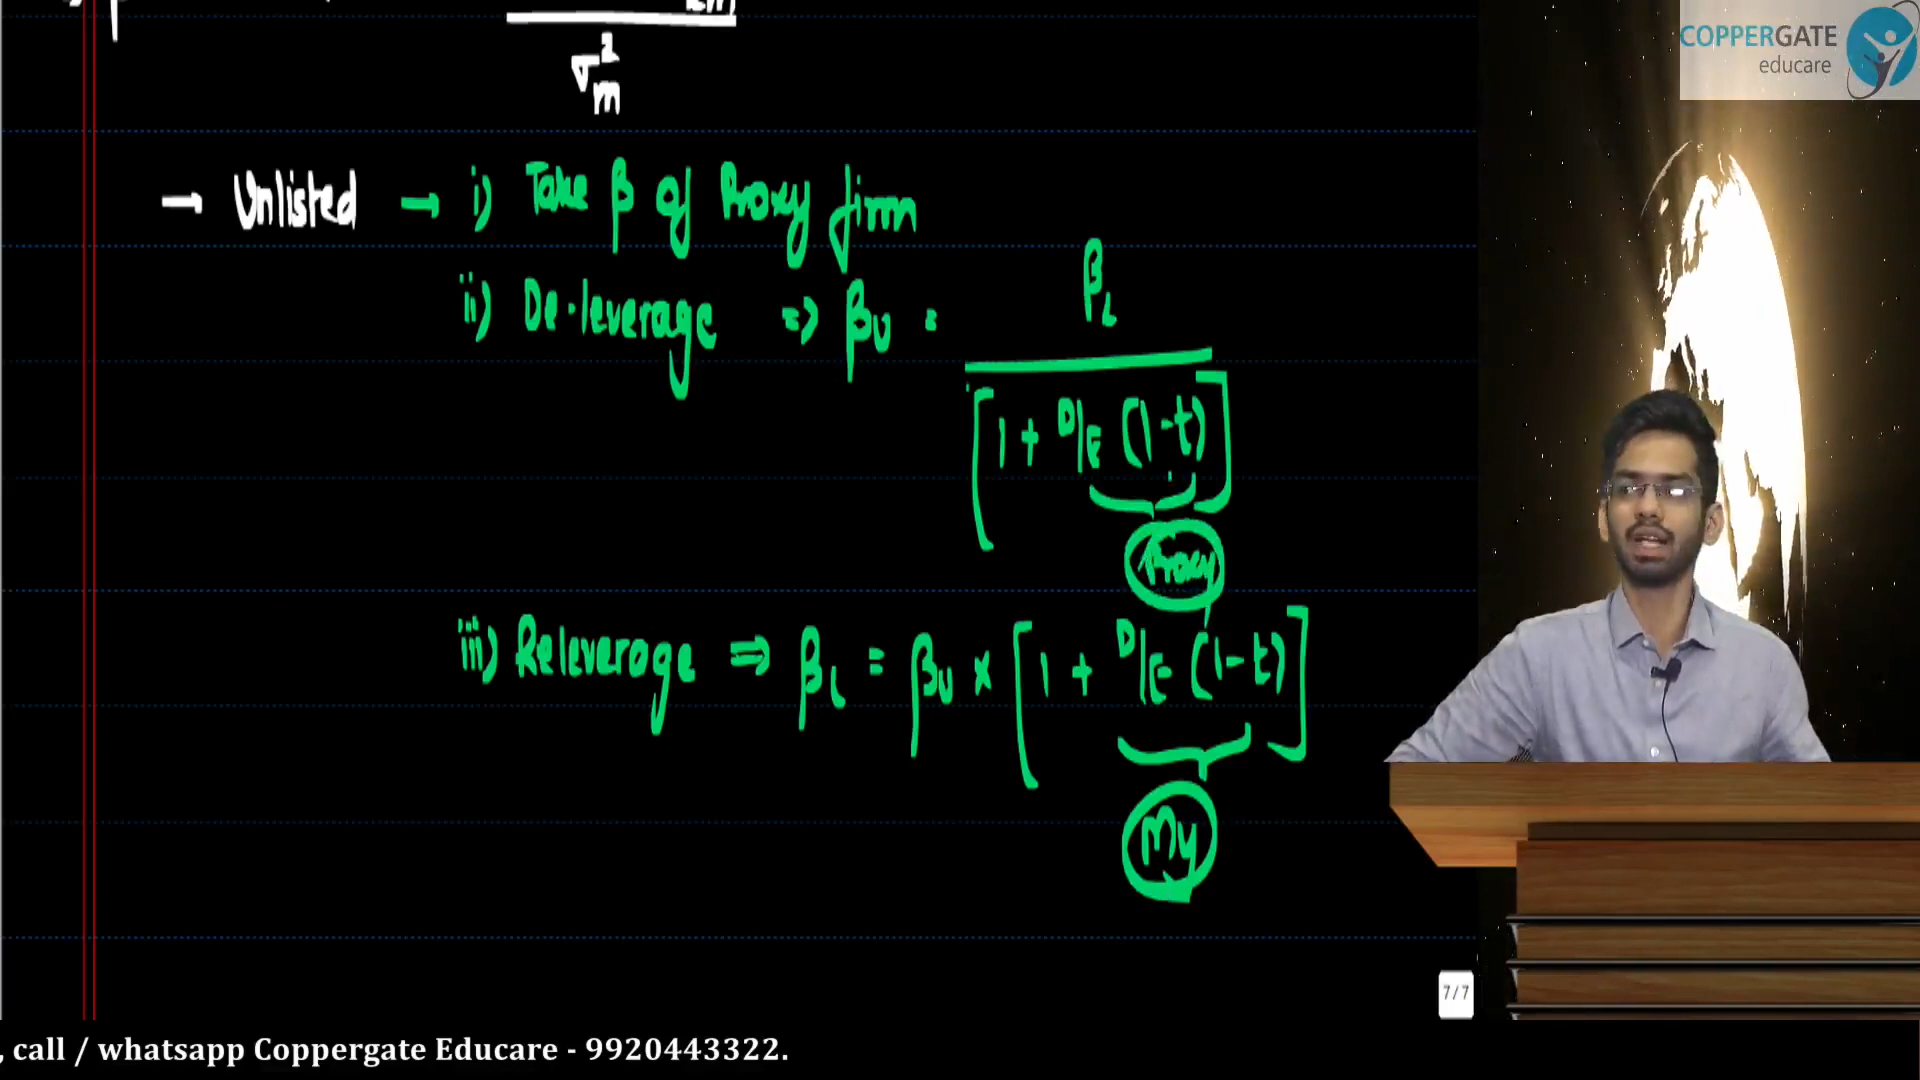 COPPERGATE
educare
σ²m
→ Unlisted → i) Take β of Proxy firm
ii) De-leverage ⇒ βU = βL / [1 + D/E (1-t)]
Proxy
iii) Releverage ⇒ βL = βU × [1 + D/E (1-t)]
My
7/7
, call / whatsapp Coppergate Educare - 9920443322.